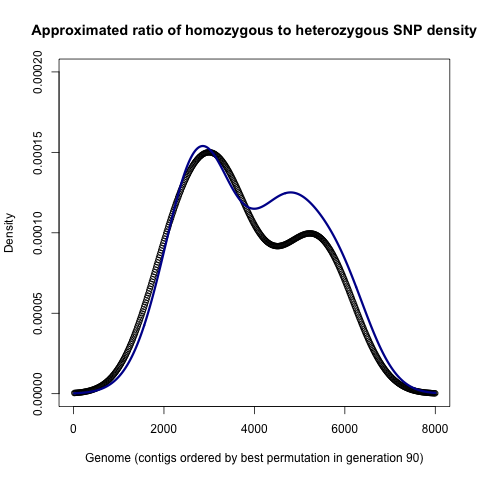 Approximated ratio of homozygous to heterozygous SNP density
0.00020
0.00015
0.00010
0.00005
0.00000
Density
0 2000 4000 6000 8000
Genome (contigs ordered by best permutation in generation 90)